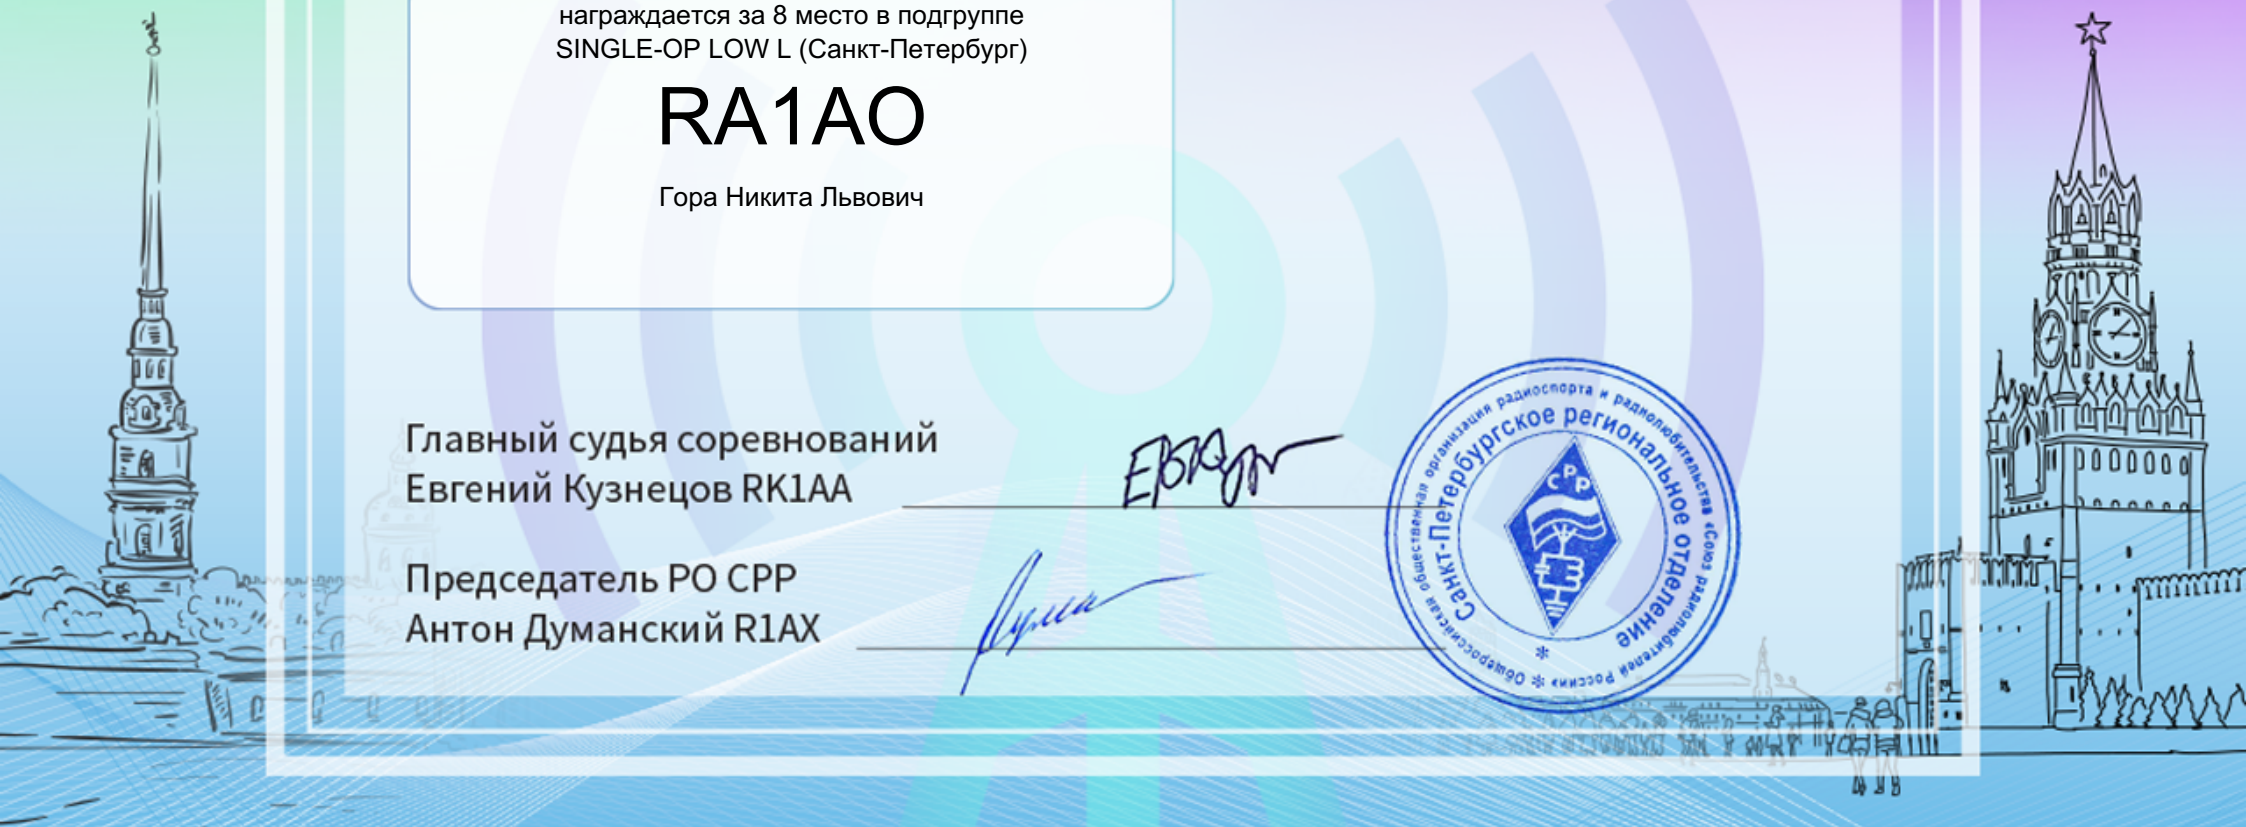 награждается за 8 место в подгруппе
SINGLE-OP LOW L (Санкт-Петербург)
RA1AO
Гора Никита Львович
Главный судья соревнований
Евгений Кузнецов RK1AA
Председатель РО СРР
Антон Думанский R1AX
Общероссийская общественная организация радиоспорта и радиолюбительства «Союз радиолюбителей России» *
Санкт-Петербургское региональное отделение *
СРР